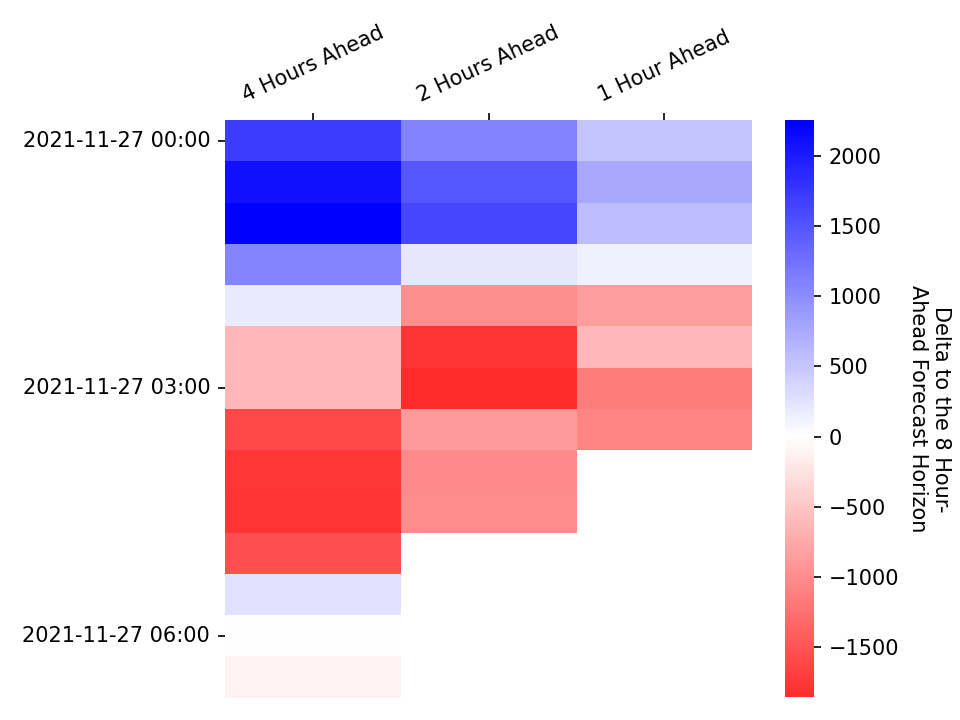 4 Hours Ahead
2 Hours Ahead
1 Hour Ahead
2021-11-27 00:00
2021-11-27 03:00
2021-11-27 06:00
2000
1500
1000
500
0
−500
−1000
−1500
Delta to the 8 Hour-
Ahead Forecast Horizon